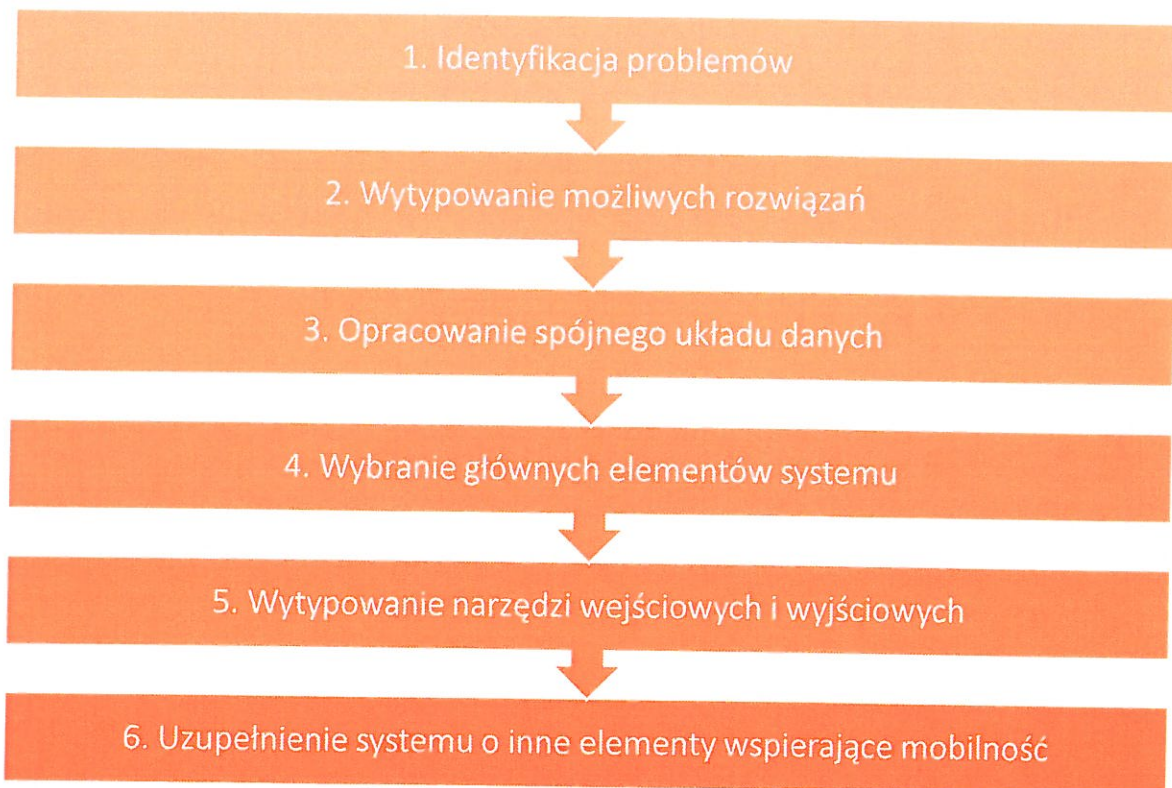 1. Identyfikacja problemów
2. Wytypowanie możliwych rozwiązań
3. Opracowanie spójnego układu danych
4. Wybranie głównych elementów systemu
5. Wytypowanie narzędzi wejściowych i wyjściowych
6. Uzupełnienie systemu o inne elementy wspierające mobilność